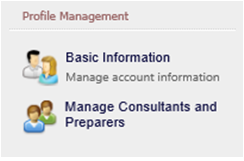 Profile Management
Basic Information
Manage account information
Manage Consultants and
Preparers